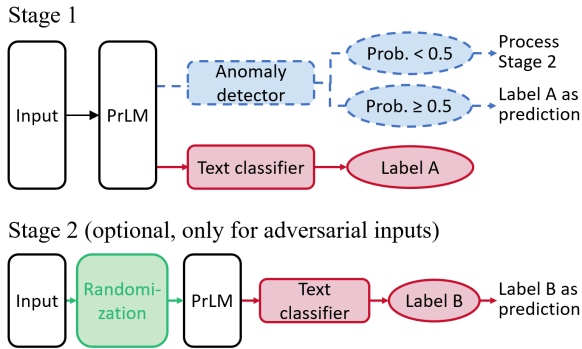 Stage 1
Input
PrLM
Anomaly
detector
Prob. < 0.5
Process
Stage 2
Prob. ≥ 0.5
Label A as
prediction
Text classifier
Label A
Stage 2 (optional, only for adversarial inputs)
Input
Randomi-
zation
PrLM
Text
classifier
Label B
Label B as
prediction